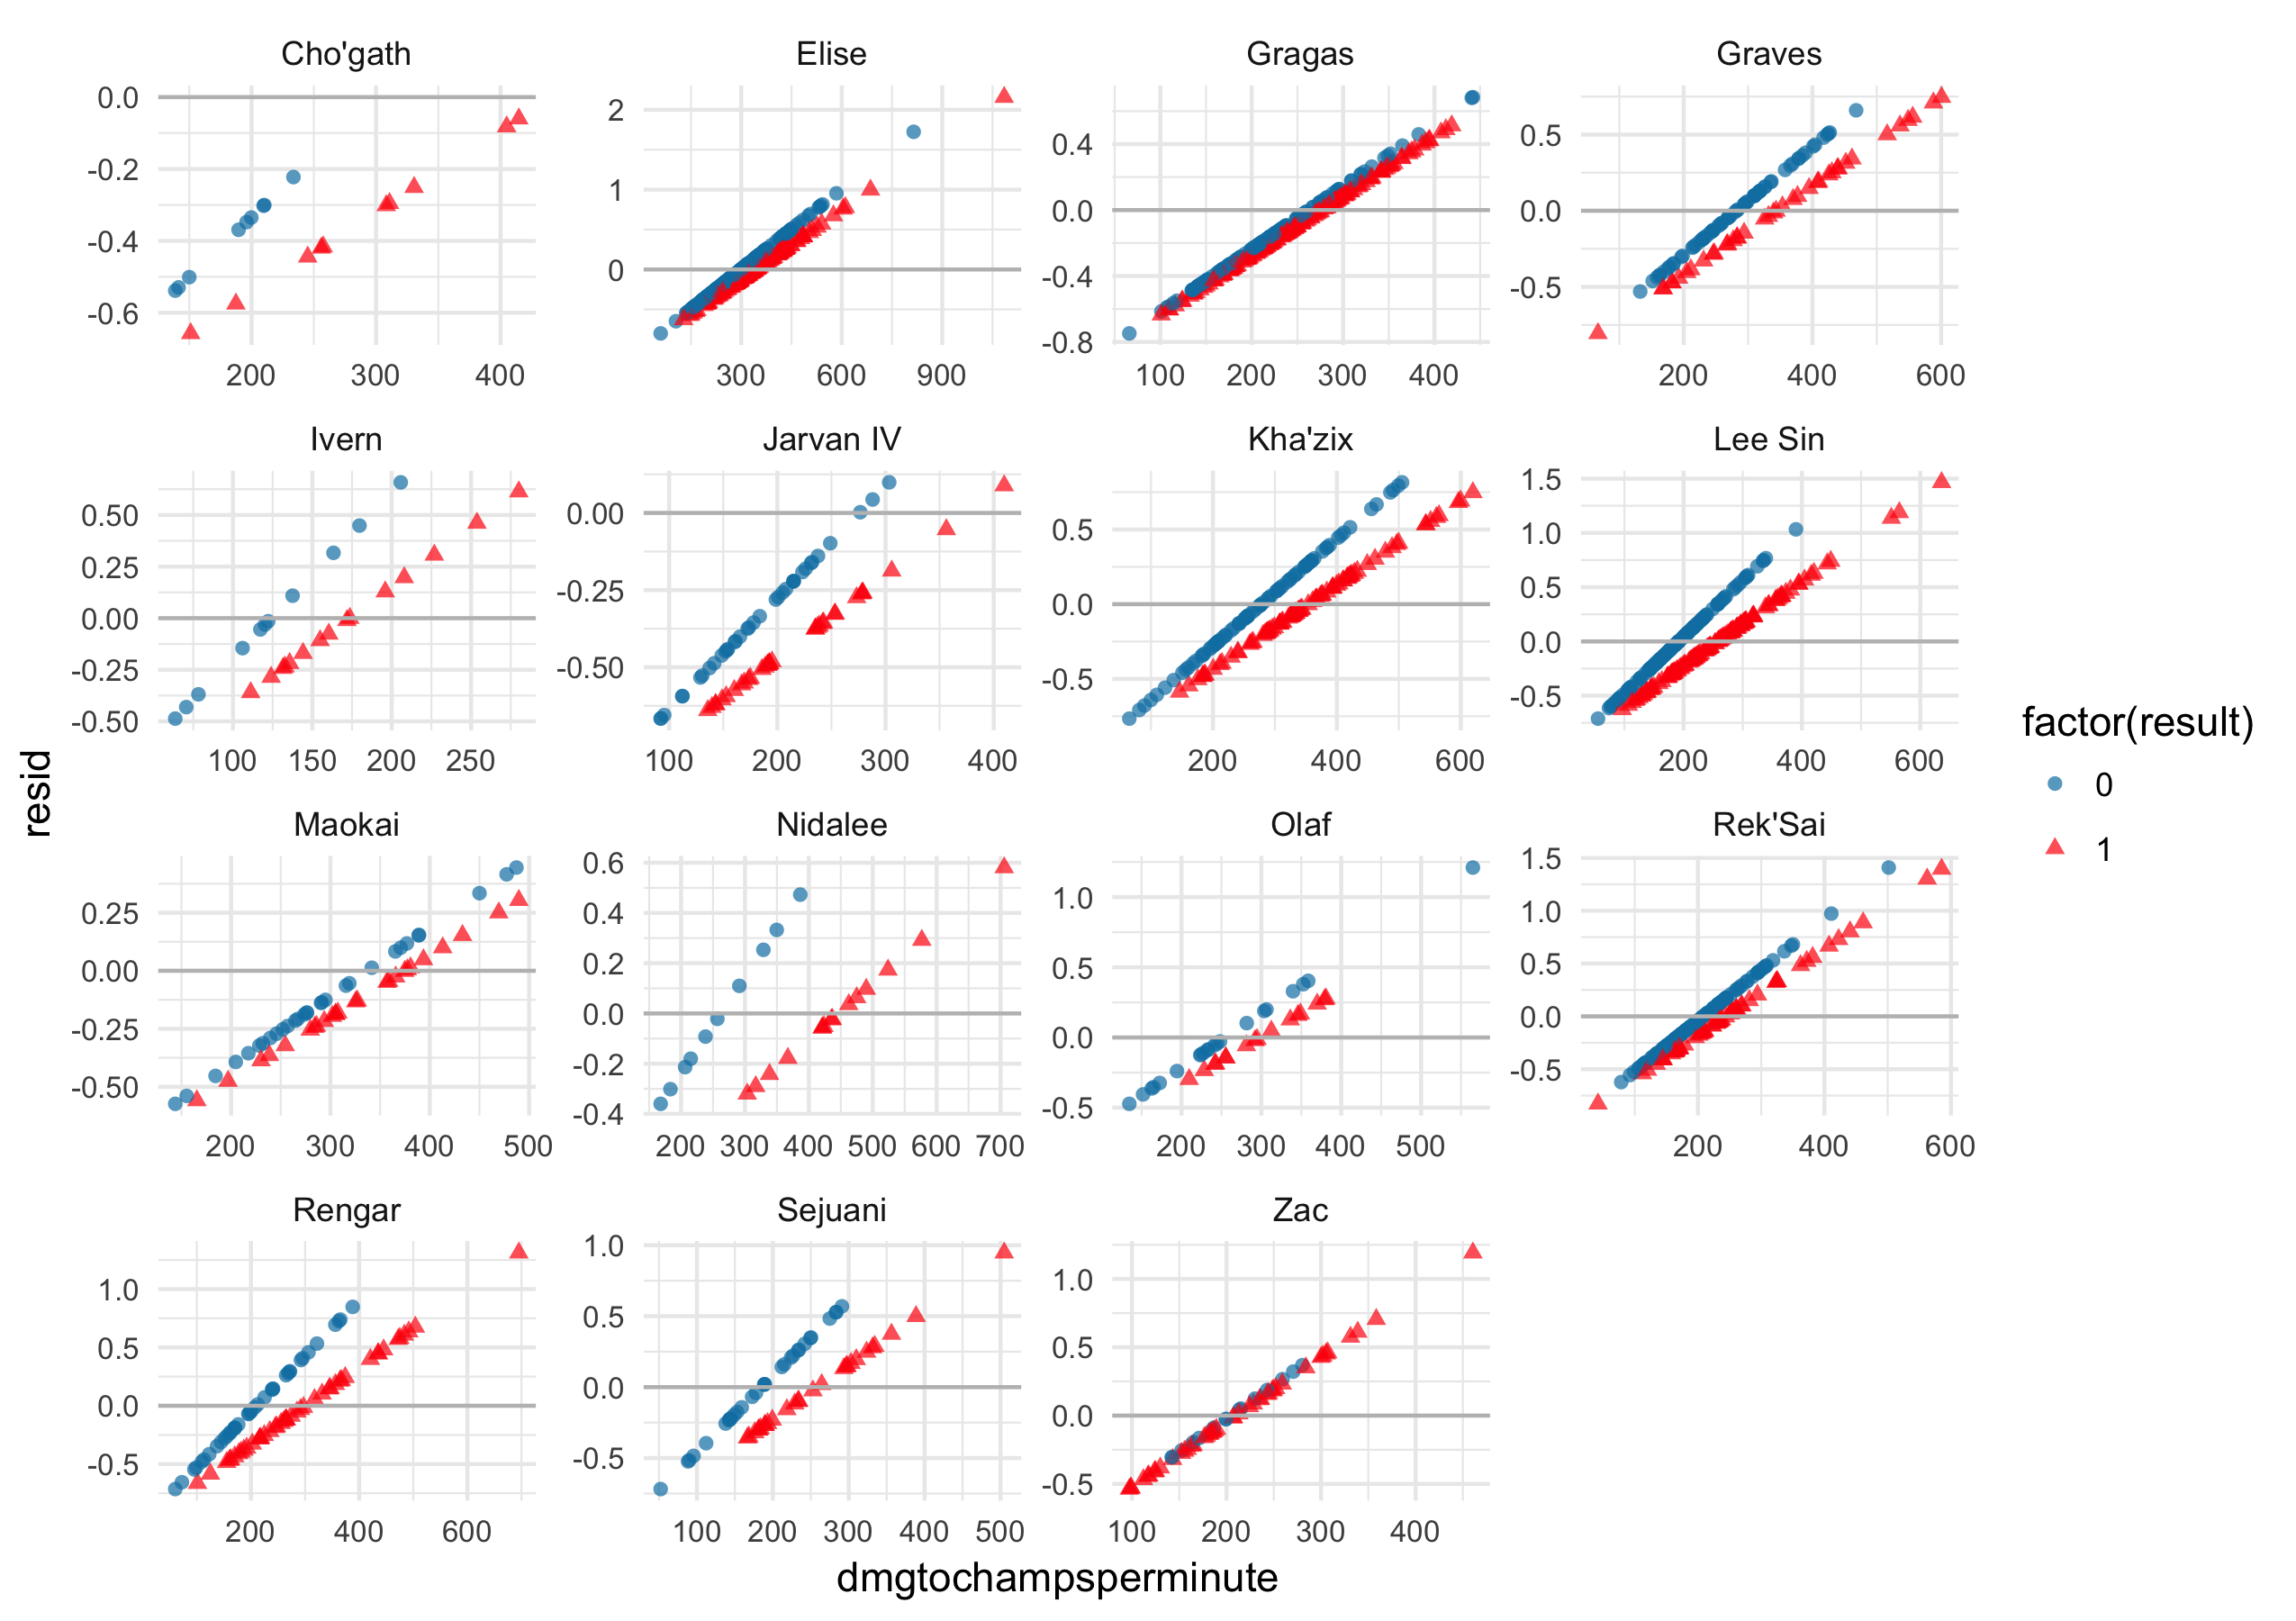 Cho'gath
Elise
Gragas
Graves
0.0
-0.2
-0.4
-0.6
200 300 400
2
1
0
300 600 900
0.4
0.0
-0.4
-0.8
100 200 300 400
0.5
0.0
-0.5
200 400 600
Ivern
Jarvan IV
Kha'zix
Lee Sin
0.50
0.25
0.00
-0.25
-0.50
100 150 200 250
0.00
-0.25
-0.50
100 200 300 400
0.5
0.0
-0.5
200 400 600
1.5
1.0
0.5
0.0
-0.5
200 400 600
Maokai
Nidalee
Olaf
Rek'Sai
0.25
0.00
-0.25
-0.50
200 300 400 500
0.6
0.4
0.2
0.0
-0.2
-0.4
200 300 400 500 600 700
1.0
0.5
0.0
-0.5
200 300 400 500
1.5
1.0
0.5
0.0
-0.5
200 400 600
Rengar
Sejuani
Zac
1.0
0.5
0.0
-0.5
200 400 600
1.0
0.5
0.0
-0.5
100 200 300 400 500
1.0
0.5
0.0
-0.5
100 200 300 400
resid
dmgtochampsperminute
factor(result)
0
1